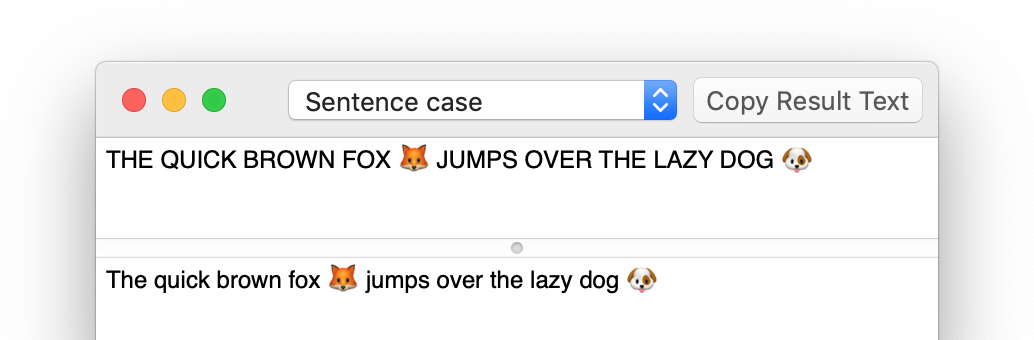 Sentence case
Copy Result Text
THE QUICK BROWN FOX 🦊 JUMPS OVER THE LAZY DOG 🐶
The quick brown fox 🦊 jumps over the lazy dog 🐶